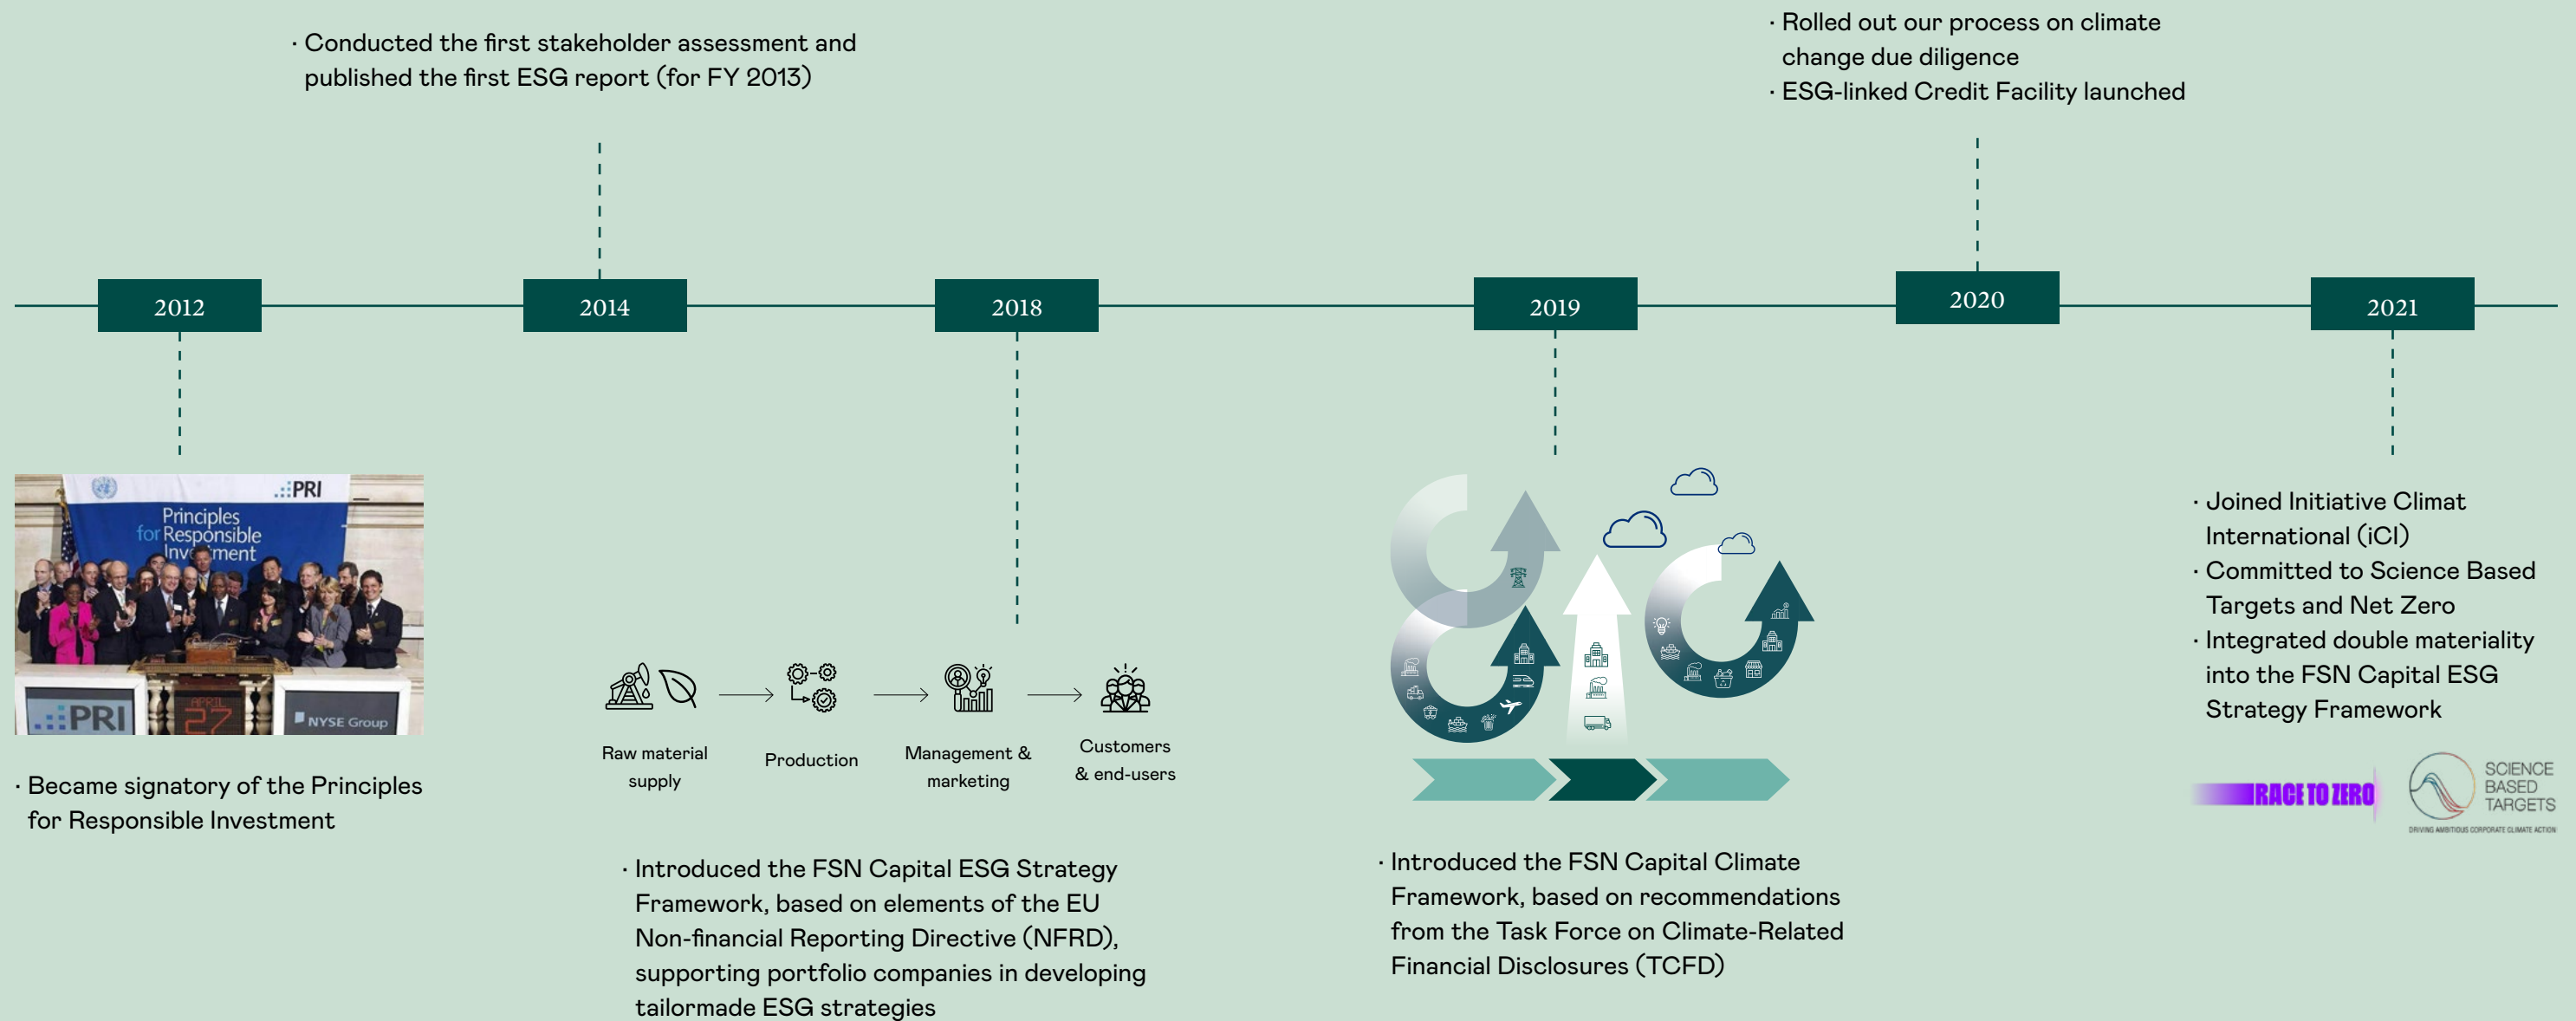 · Conducted the first stakeholder assessment and
published the first ESG report (for FY 2013)
· Rolled out our process on climate
change due diligence
· ESG-linked Credit Facility launched
2012
2014
2018
2019
2020
2021
PRI
Principles
for Responsible
Investment
PRI
APRIL
27
NYSE Group
· Became signatory of the Principles
for Responsible Investment
Raw material
supply
Production
Management &
marketing
Customers
& end-users
· Introduced the FSN Capital ESG Strategy
Framework, based on elements of the EU
Non-financial Reporting Directive (NFRD),
supporting portfolio companies in developing
tailormade ESG strategies
· Introduced the FSN Capital Climate
Framework, based on recommendations
from the Task Force on Climate-Related
Financial Disclosures (TCFD)
· Joined Initiative Climat
International (iCI)
· Committed to Science Based
Targets and Net Zero
· Integrated double materiality
into the FSN Capital ESG
Strategy Framework
RACE TO ZERO
SCIENCE
BASED
TARGETS
DRIVING AMBITIOUS CORPORATE CLIMATE ACTION